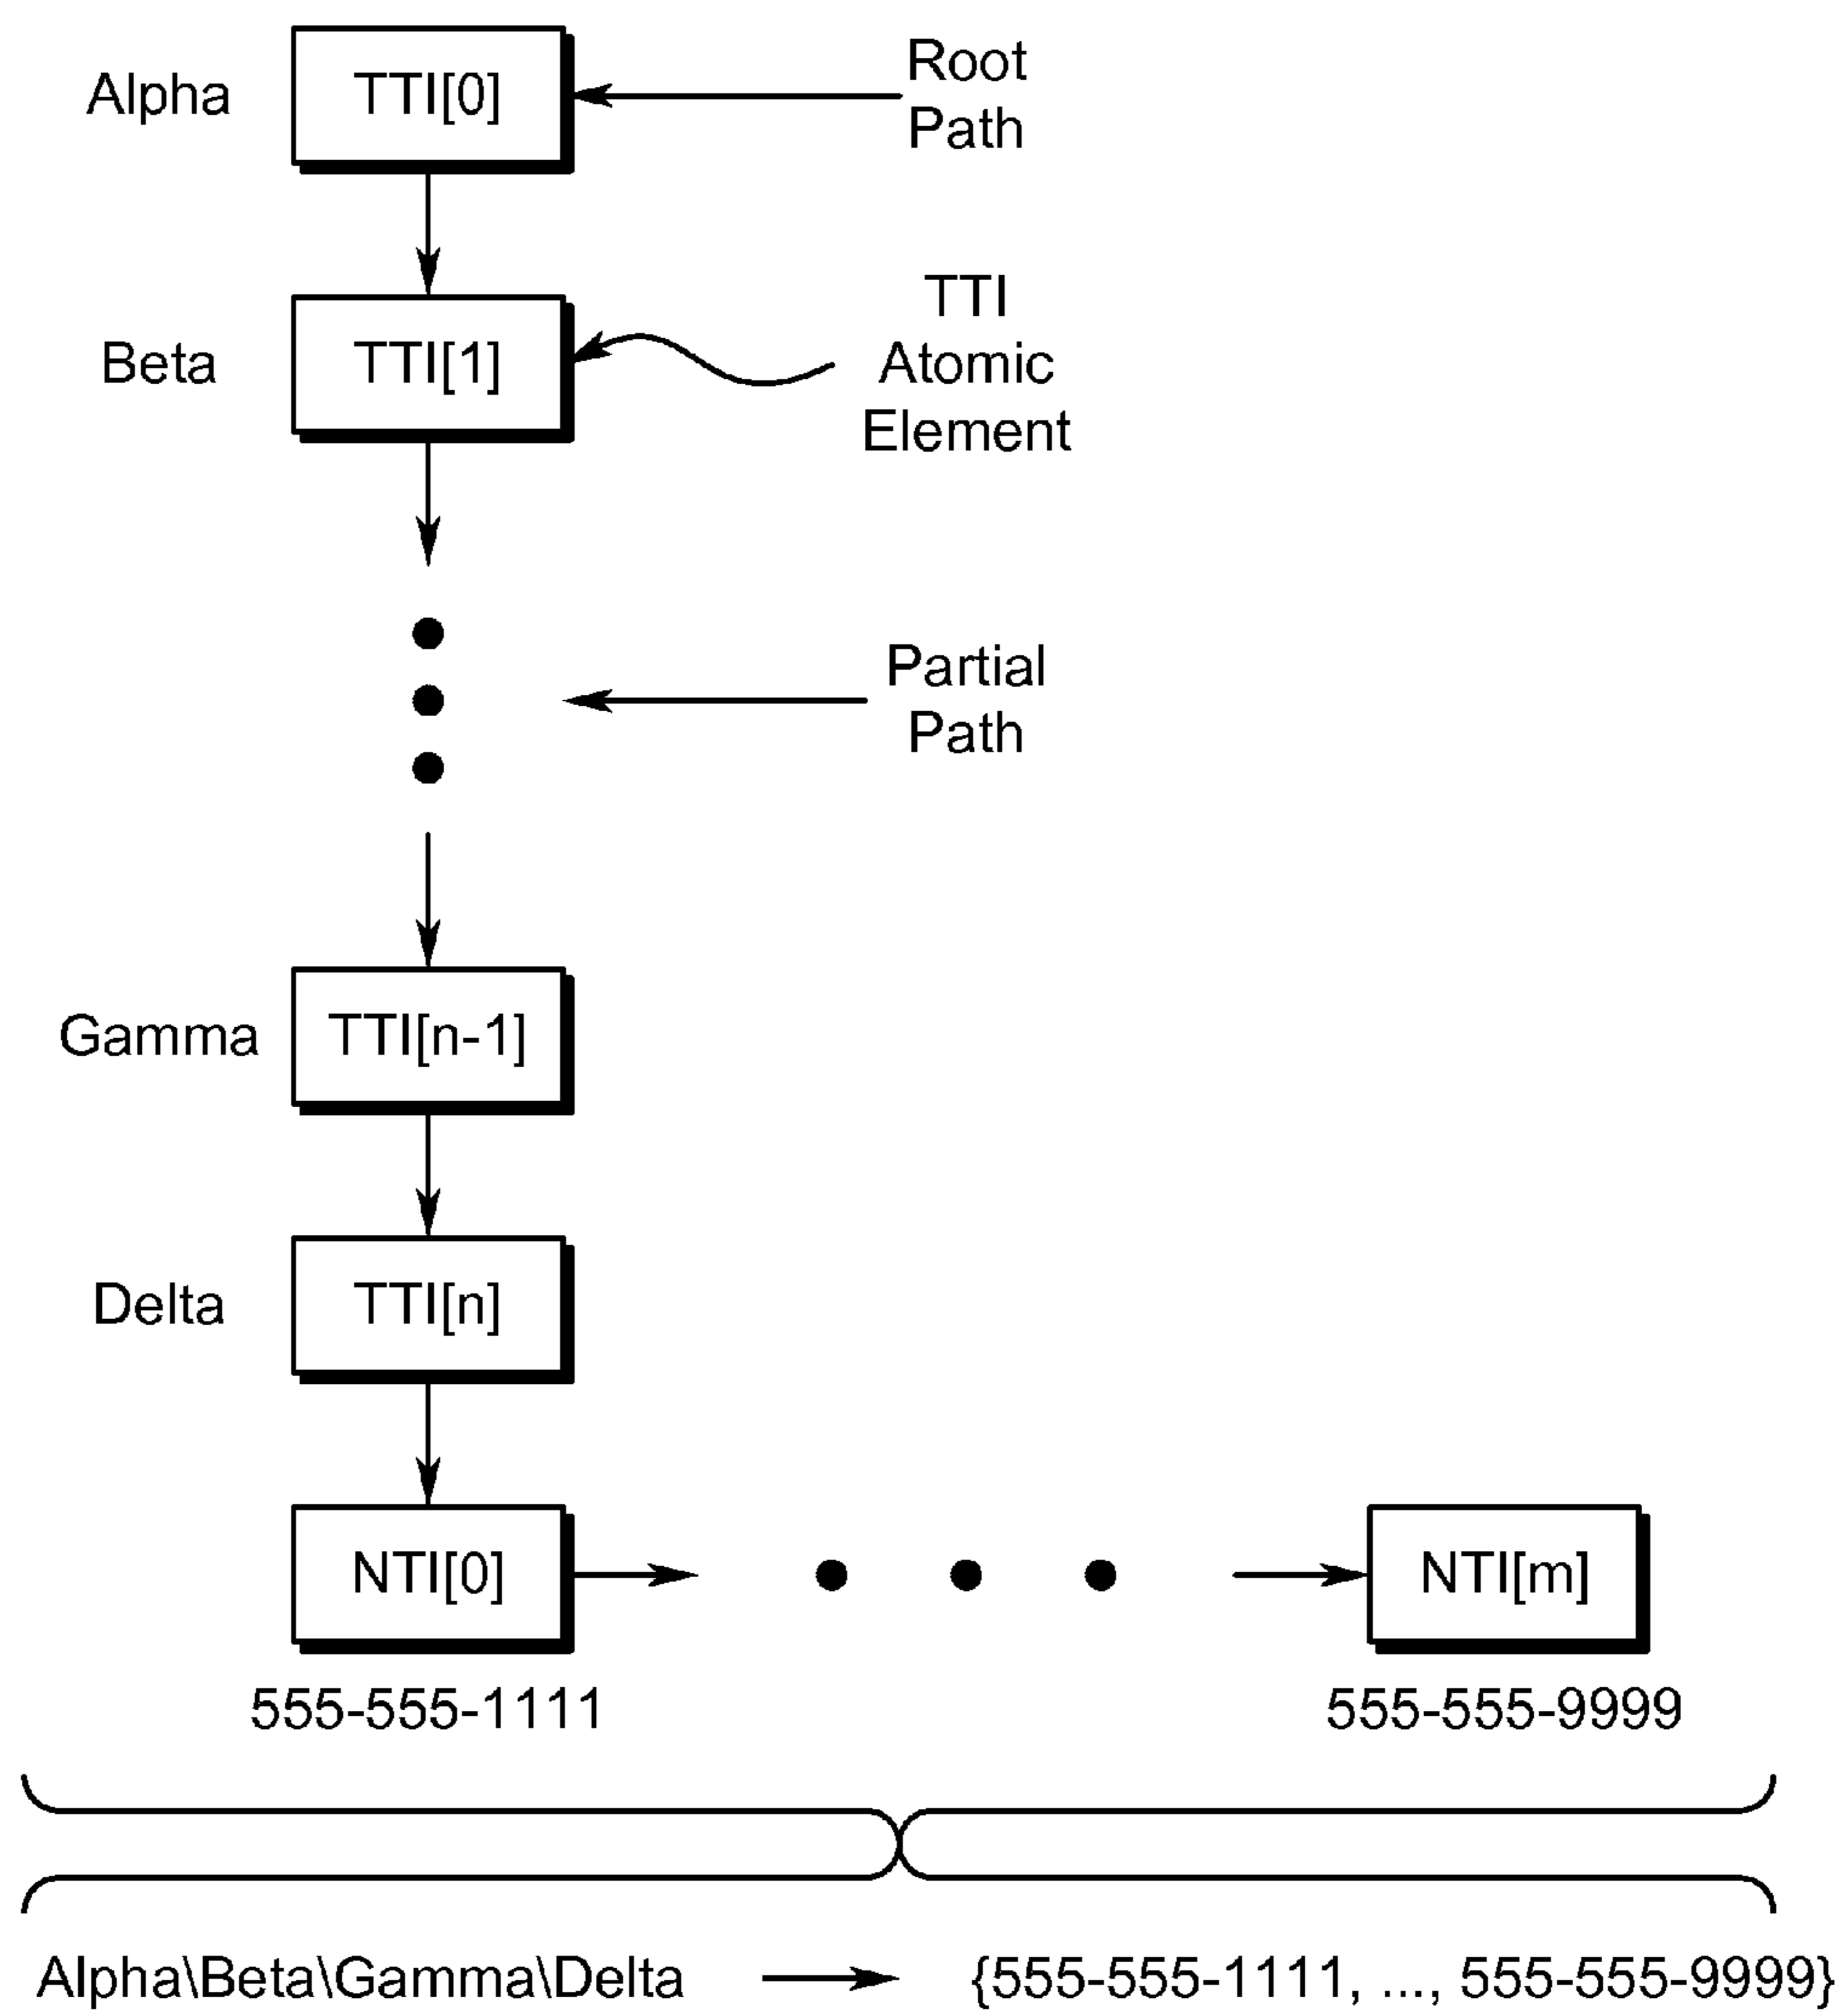 Alpha
TTI[0]
Root
Path
Beta
TTI[1]
TTI
Atomic
Element
Partial
Path
Gamma
TTI[n-1]
Delta
TTI[n]
NTI[0]
NTI[m]
555-555-1111
555-555-9999
Alpha\Beta\Gamma\Delta
{555-555-1111, ..., 555-555-9999}